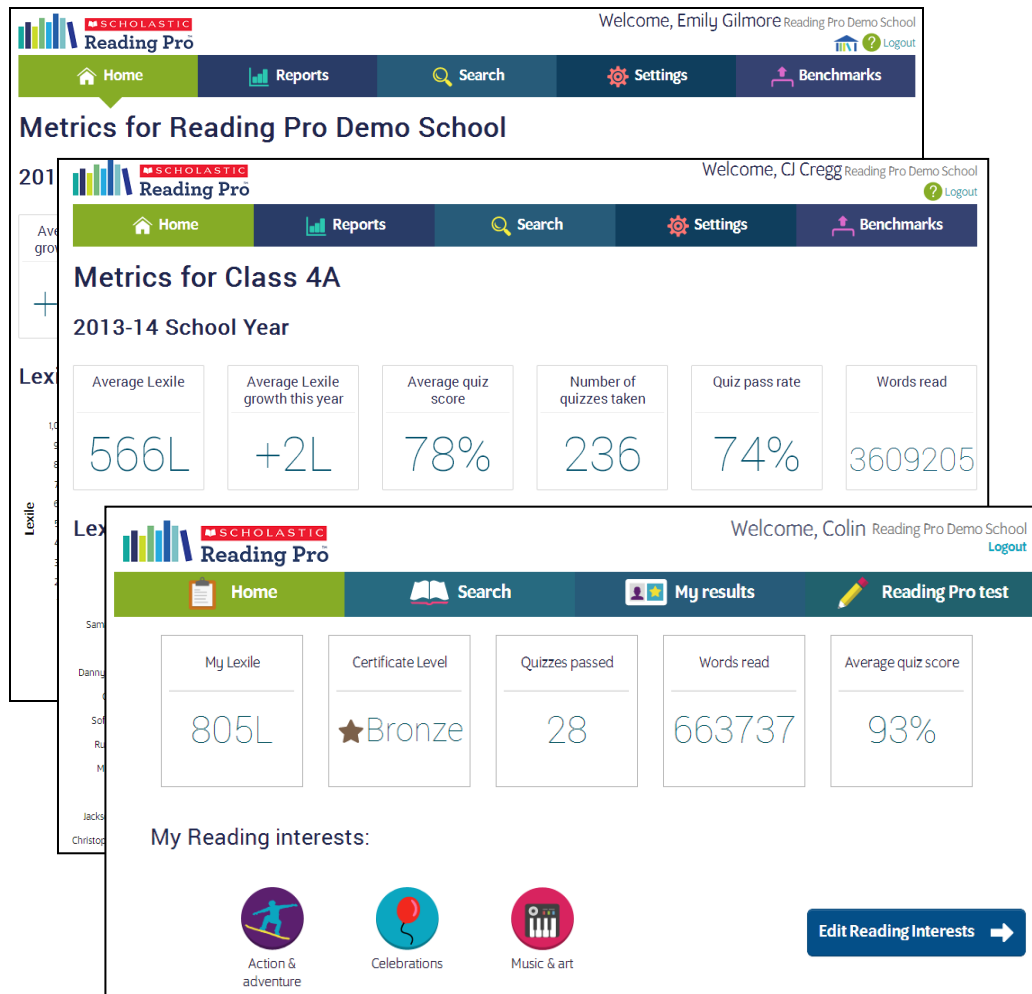 SCHOLASTIC
Reading Pro
Welcome, Emily Gilmore Reading Pro Demo School
? Logout
Home Reports Search Settings Benchmarks
Metrics for Reading Pro Demo School
201
SCHOLASTIC
Reading Pro
Welcome, CJ Cregg Reading Pro Demo School
? Logout
Home Reports Search Settings Benchmarks
Metrics for Class 4A
2013-14 School Year
Average Lexile
566L
Average Lexile
growth this year
+2L
Average quiz
score
78%
Number of
quizzes taken
236
Quiz pass rate
74%
Words read
3609205
Lexile
SCHOLASTIC
Reading Pro
Welcome, Colin Reading Pro Demo School
Logout
Home Search My results Reading Pro test
My Lexile
805L
Certificate Level
Bronze
Quizzes passed
28
Words read
663737
Average quiz score
93%
My Reading interests:
Action &
adventure
Celebrations
Music & art
Edit Reading Interests